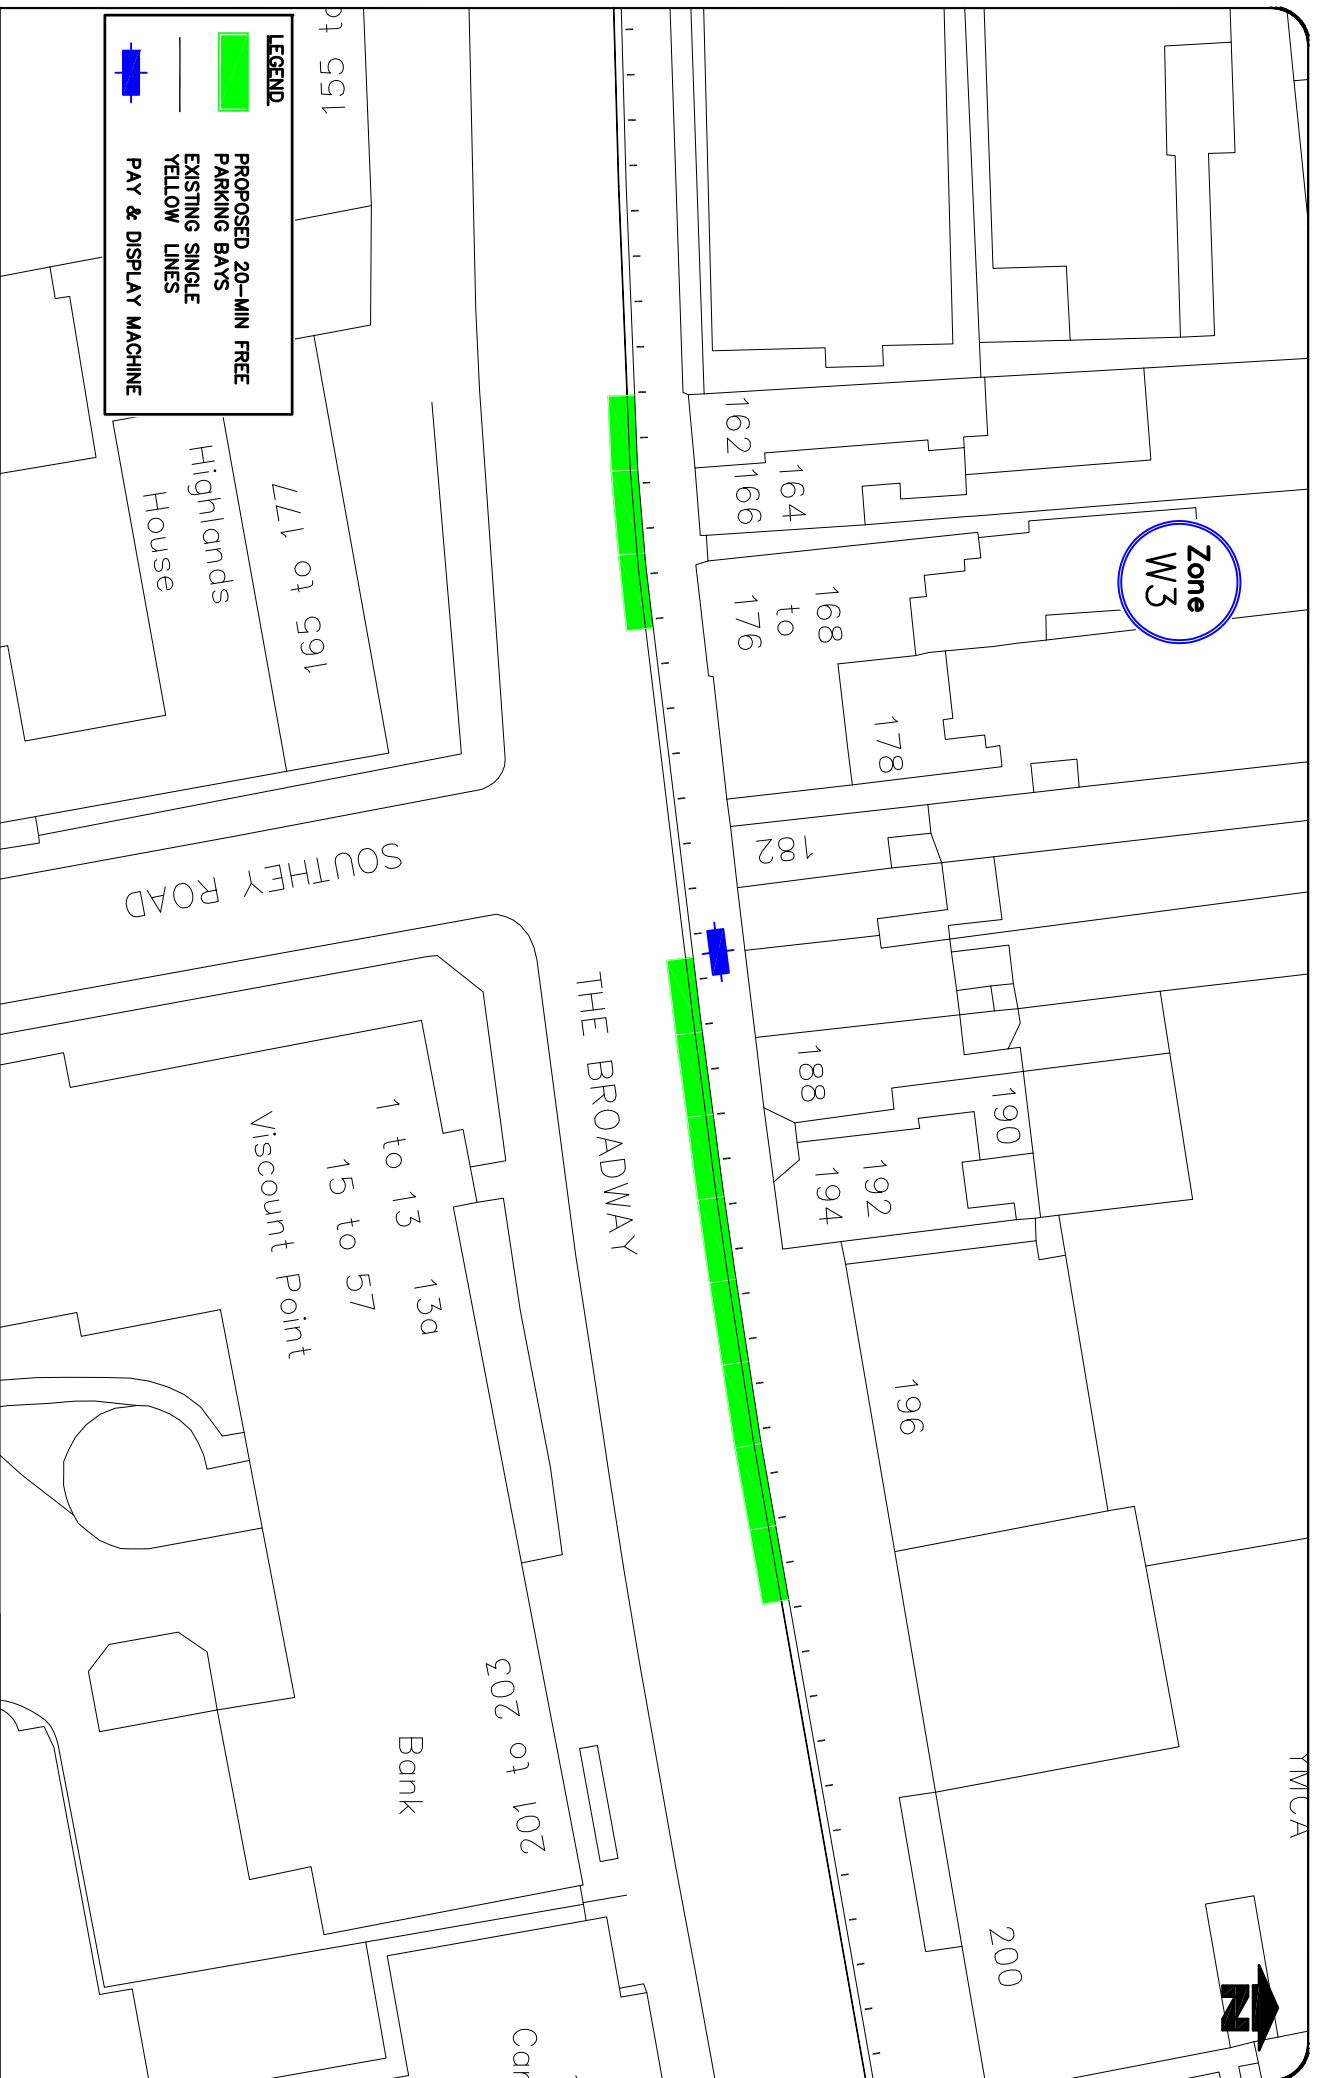 LEGEND
PROPOSED 20-MIN FREE
PARKING BAYS
EXISTING SINGLE
YELLOW LINES
PAY & DISPLAY MACHINE
Zone
W3
N
YMCA
162
164
166
168
to
176
178
182
188
190
192
194
196
200
THE BROADWAY
SOUTHEY ROAD
155 to
165 to 177
Highlands
House
1 to 13 13a
15 to 57
Viscount Point
201 to 203
Bank